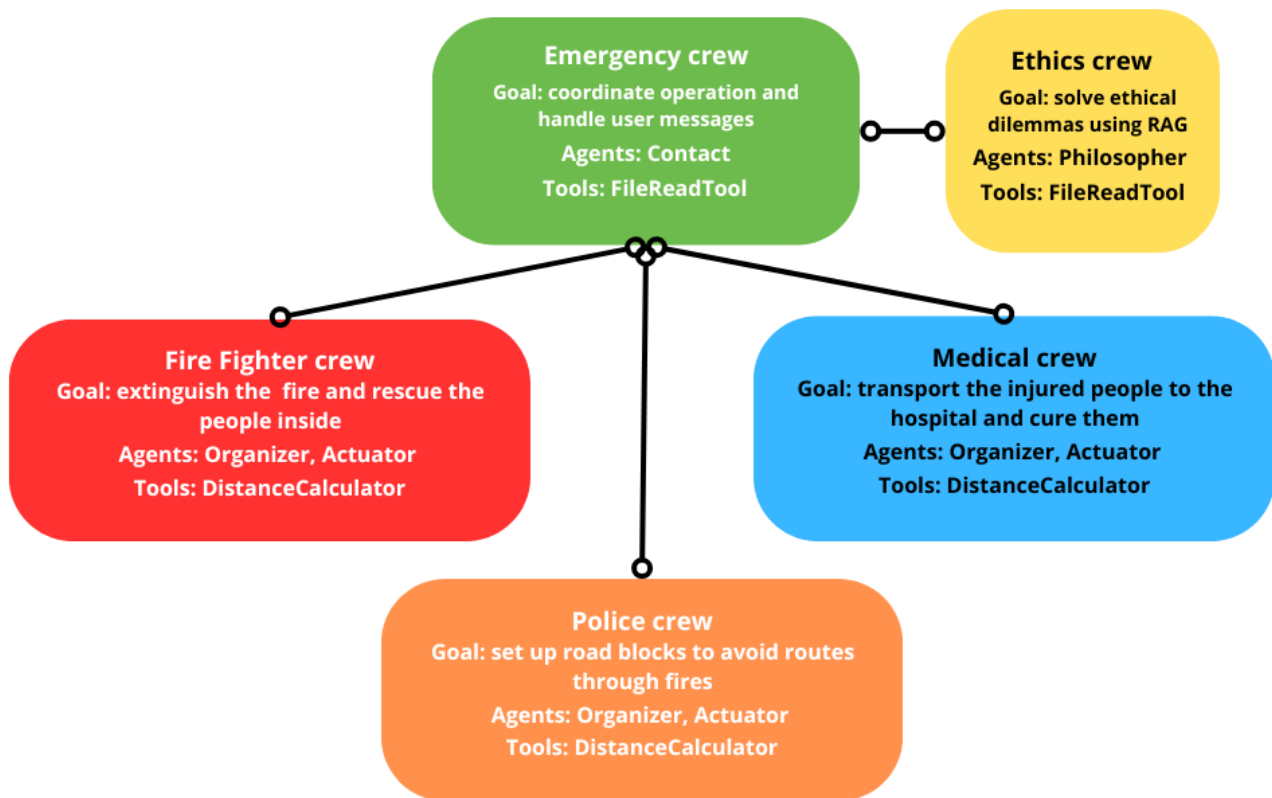 Emergency crew
Goal: coordinate operation and
handle user messages
Agents: Contact
Tools: FileReadTool
Ethics crew
Goal: solve ethical
dilemmas using RAG
Agents: Philosopher
Tools: FileReadTool
Fire Fighter crew
Goal: extinguish the  fire and rescue the
people inside
Agents: Organizer, Actuator
Tools: DistanceCalculator
Medical crew
Goal: transport the injured people to the
hospital and cure them
Agents: Organizer, Actuator
Tools: DistanceCalculator
Police crew
Goal: set up road blocks to avoid routes
through fires
Agents: Organizer, Actuator
Tools: DistanceCalculator